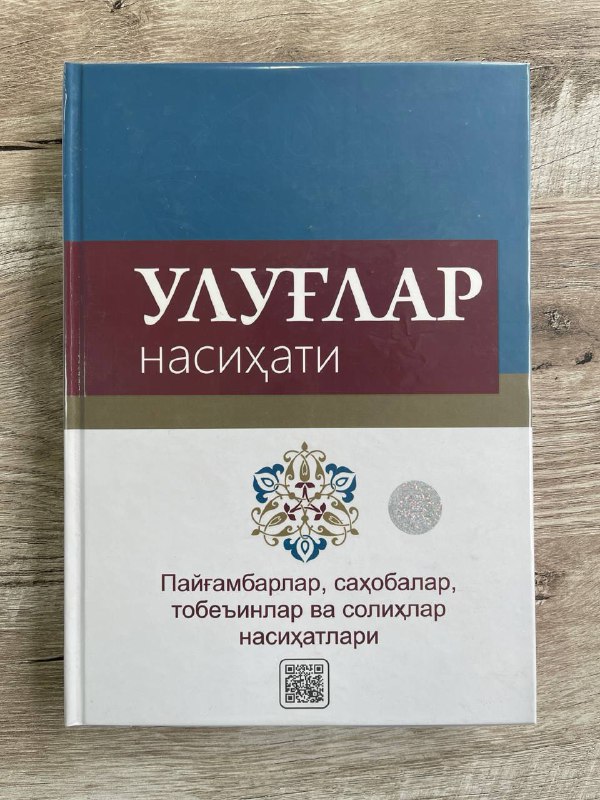 УЛУҒЛАР
насиҳати
Пайғамбарлар, саҳобалар,
тобеъинлар ва солиҳлар
насиҳатлари